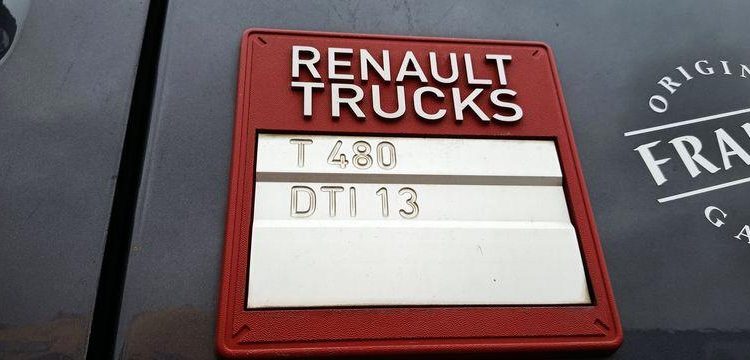 RENAULT
TRUCKS
T 480
DTI 13